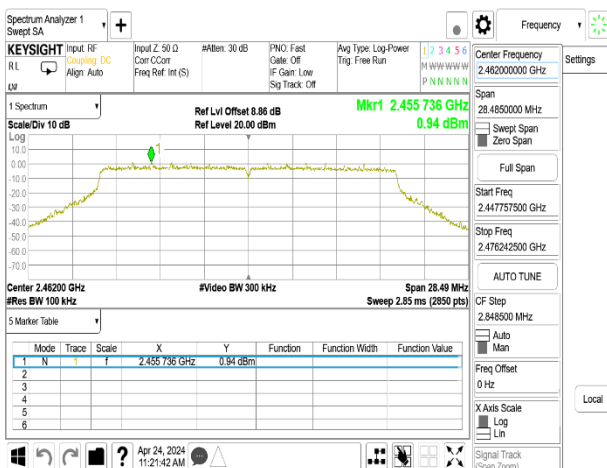 Spectrum Analyzer 1
Swept SA
Frequency
KEYSIGHT Input: RF Input Z: 50 Ω #Atten: 30 dB PNO: Fast Avg Type: Log-Power 1 2 3 4 5 6
RL Coupling: DC Corr CCorr Gate: Off Trig: Free Run M W W W W W
Align: Auto Freq Ref: Int (S) IF Gain: Low P N N N N N
Sig Track: Off
LXI
1 Spectrum
Ref Lvl Offset 8.86 dB
Mkr1 2.455 736 GHz
Scale/Div 10 dB
Ref Level 20.00 dBm
0.94 dBm
Log
10.0
0.00
-10.0
-20.0
-30.0
-40.0
-50.0
-60.0
-70.0
1
Center 2.46200 GHz #Video BW 300 kHz Span 28.49 MHz
#Res BW 100 kHz Sweep 2.85 ms (2850 pts)
5 Marker Table
Mode Trace Scale X Y Function Function Width Function Value
1 N 1 f 2.455 736 GHz 0.94 dBm
2
3
4
5
6
Apr 24, 2024
11:21:42 AM
Center Frequency
2.462000000 GHz
Settings
Span
28.4850000 MHz
Swept Span
Zero Span
Full Span
Start Freq
2.447757500 GHz
Stop Freq
2.476242500 GHz
AUTO TUNE
CF Step
2.848500 MHz
Auto
Man
Freq Offset
0 Hz
Local
X Axis Scale
Log
Lin
Signal Track
(Span Zoom)